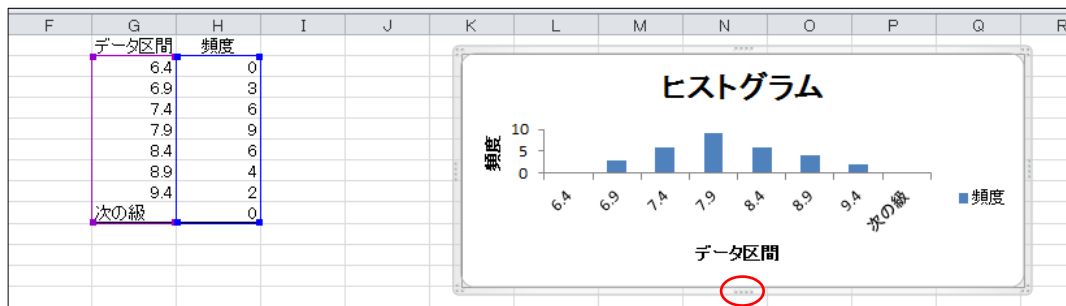 F G H I J K L M N O P Q R
データ区間 頻度
6.4 0
6.9 3
7.4 6
7.9 9
8.4 6
8.9 4
9.4 2
次の級 0
ヒストグラム
頻度
10
5
0
6.4 6.9 7.4 7.9 8.4 8.9 9.4 次の級
頻度
データ区間